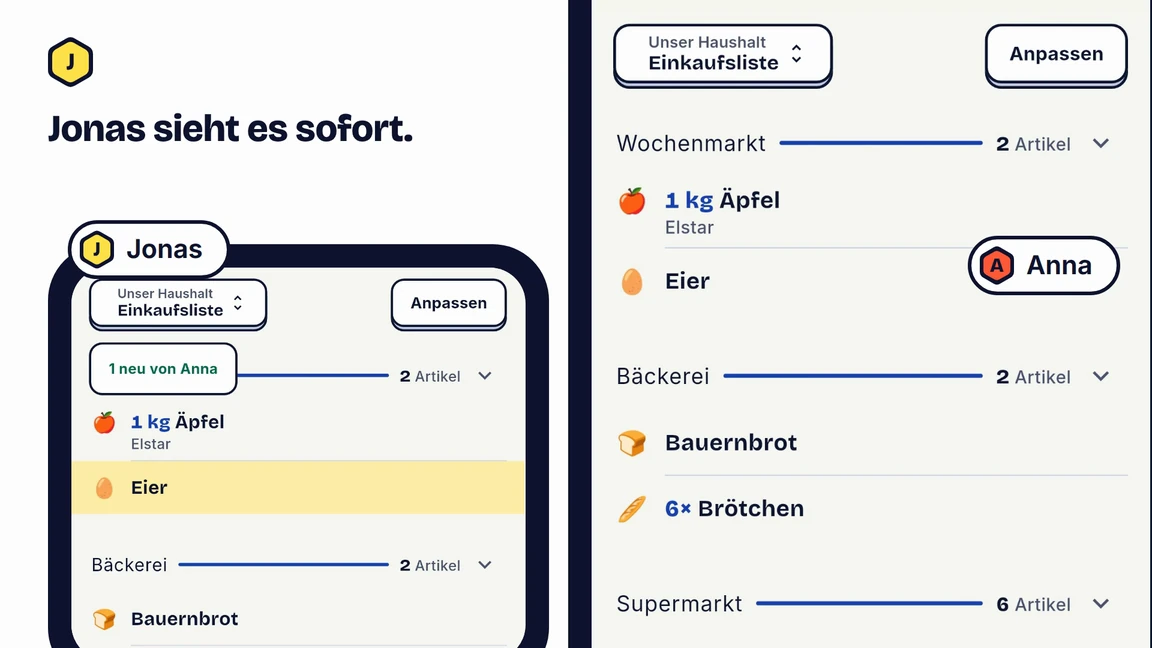 J
Jonas sieht es sofort.
J Jonas
Unser Haushalt
Einkaufsliste
Anpassen
1 neu von Anna
2 Artikel
1 kg Äpfel
Elstar
Eier
Bäckerei
2 Artikel
Bauernbrot
Unser Haushalt
Einkaufsliste
Anpassen
Wochenmarkt
2 Artikel
1 kg Äpfel
Elstar
A Anna
Eier
Bäckerei
2 Artikel
Bauernbrot
6× Brötchen
Supermarkt
6 Artikel